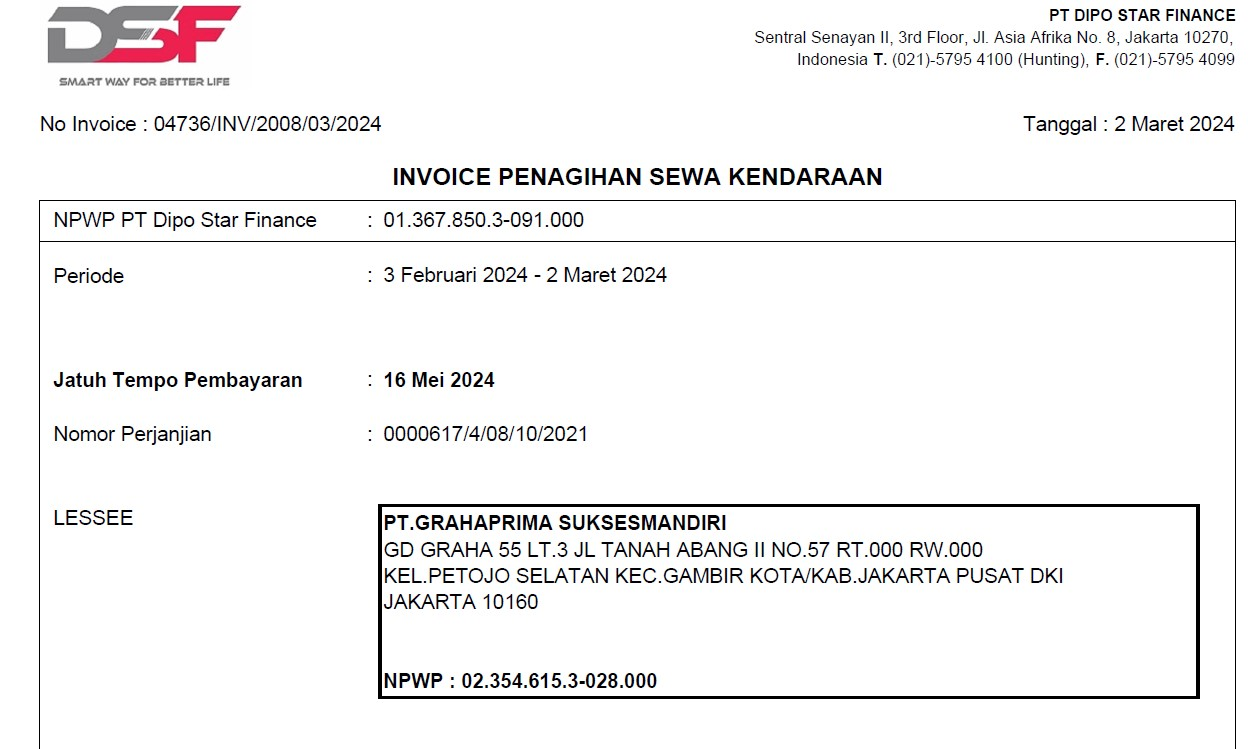 DSF
SMART WAY FOR BETTER LIFE
PT DIPO STAR FINANCE
Sentral Senayan II, 3rd Floor, Jl. Asia Afrika No. 8, Jakarta 10270,
Indonesia T. (021)-5795 4100 (Hunting), F. (021)-5795 4099
No Invoice : 04736/INV/2008/03/2024
Tanggal : 2 Maret 2024
INVOICE PENAGIHAN SEWA KENDARAAN
NPWP PT Dipo Star Finance : 01.367.850.3-091.000
Periode : 3 Februari 2024 - 2 Maret 2024
Jatuh Tempo Pembayaran : 16 Mei 2024
Nomor Perjanjian : 0000617/4/08/10/2021
LESSEE
PT.GRAHAPRIMA SUKSESMANDIRI
GD GRAHA 55 LT.3 JL TANAH ABANG II NO.57 RT.000 RW.000
KEL.PETOJO SELATAN KEC.GAMBIR KOTA/KAB.JAKARTA PUSAT DKI
JAKARTA 10160
NPWP : 02.354.615.3-028.000